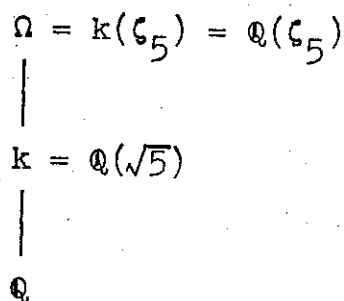 Ω = k(ζ₅) = ℚ(ζ₅)
k = ℚ(√5)
ℚ